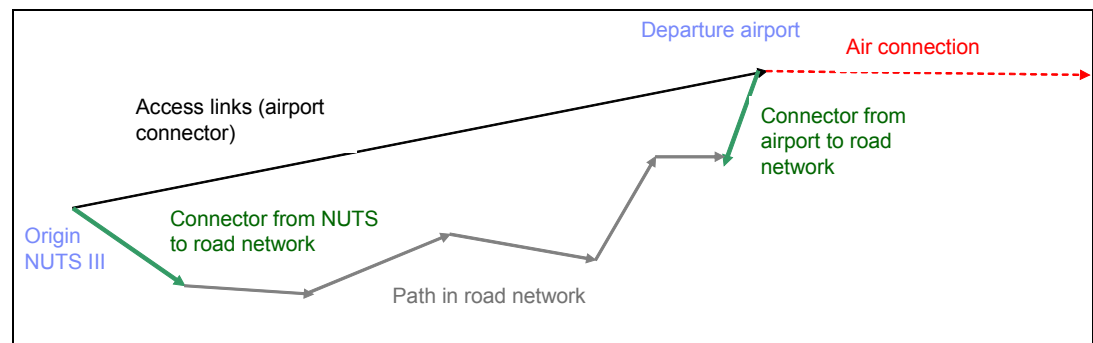 Departure airport
Air connection
Access links (airport
connector)
Connector from
airport to road
network
Connector from NUTS
to road network
Origin
NUTS III
Path in road network